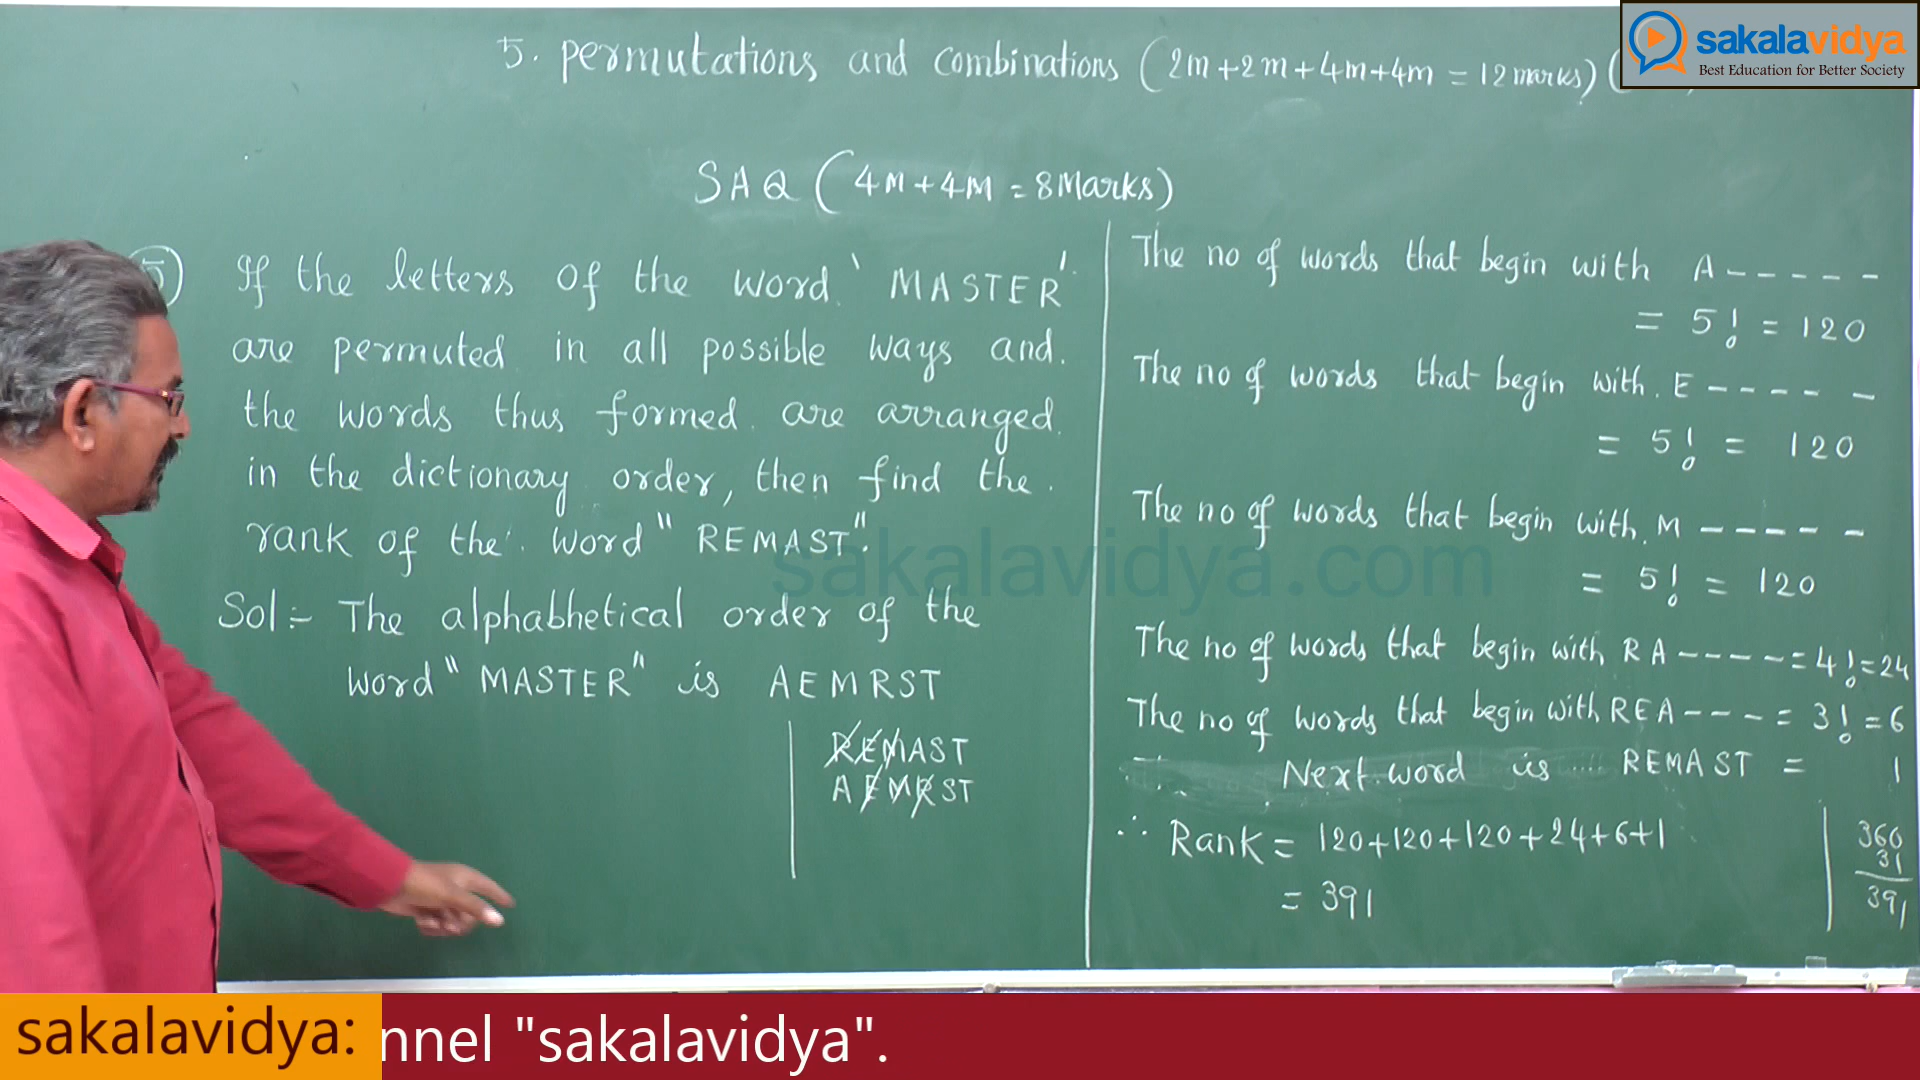 5. permutations and combinations (2m+2m+4m+4m = 12 marks) (
sakalavidya
Best Education for Better Society
SAQ (4M+4M = 8Marks)
5) If the letters of the word ' MASTER'.
are permuted in all possible ways and.
the words thus formed. are arranged.
in the dictionary order, then find the.
rank of the. word " REMAST".
Sol:- The alphabhetical order of the
word " MASTER" is AEMRST
REMAST
AEMRST
The no of words that begin with A - - - - -
= 5! = 120
The no of words that begin with. E - - - - -
= 5! = 120
The no of words that begin with. M - - - - -
= 5! = 120
The no of words that begin with RA - - - - = 4! = 24
The no of words that begin with REA - - - = 3! = 6
Next word is REMAST = 1
∴ Rank = 120+120+120+24+6+1
= 391
360
31
391
sakalavidya.com
sakalavidya: nnel "sakalavidya".